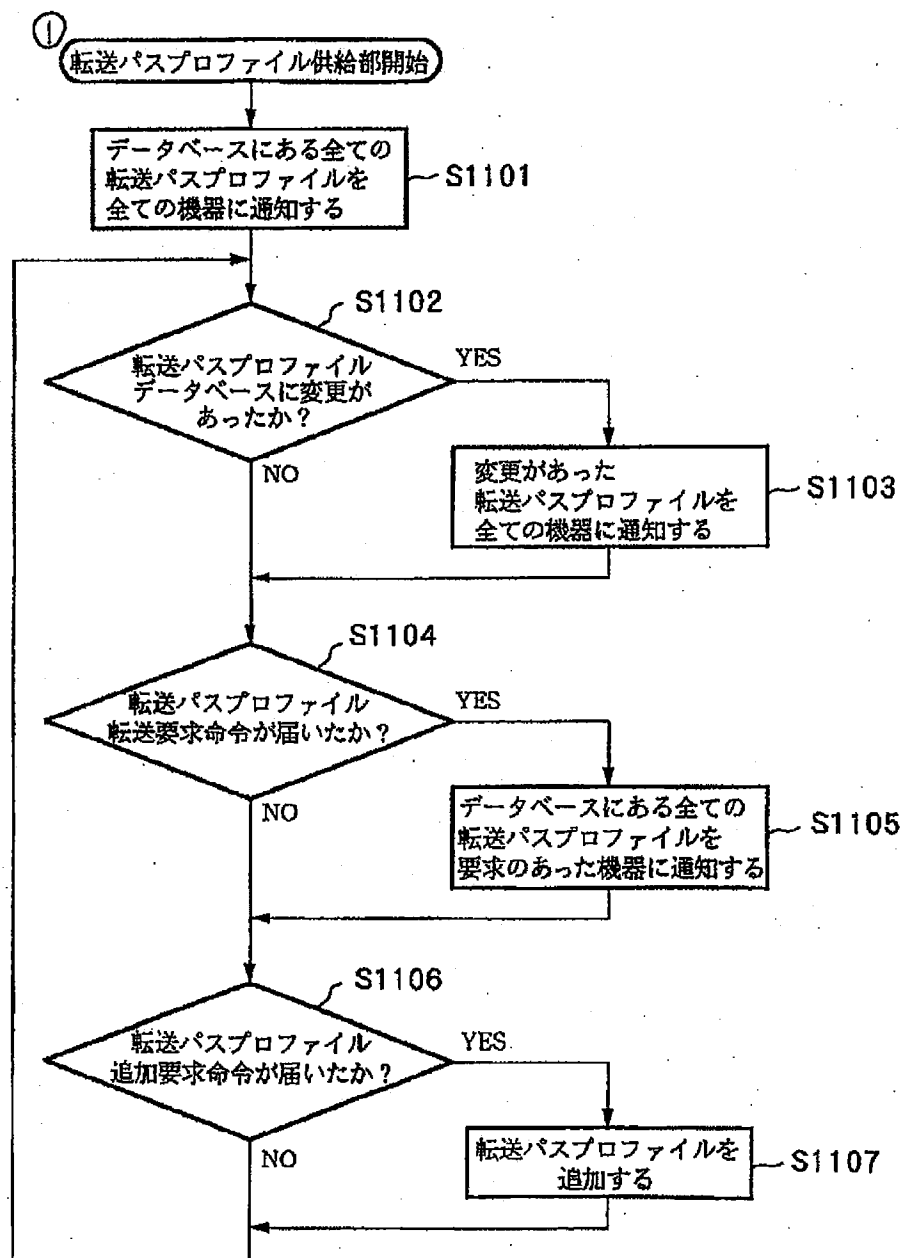 ①
転送パスプロファイル供給部開始
データベースにある全ての
転送パスプロファイルを
全ての機器に通知する
S1101
S1102
転送パスプロファイル
データベースに変更が
あったか？
YES
NO
変更があった
転送パスプロファイルを
全ての機器に通知する
S1103
S1104
転送パスプロファイル
転送要求命令が届いたか？
YES
NO
データベースにある全ての
転送パスプロファイルを
要求のあった機器に通知する
S1105
S1106
転送パスプロファイル
追加要求命令が届いたか？
YES
NO
転送パスプロファイルを
追加する
S1107